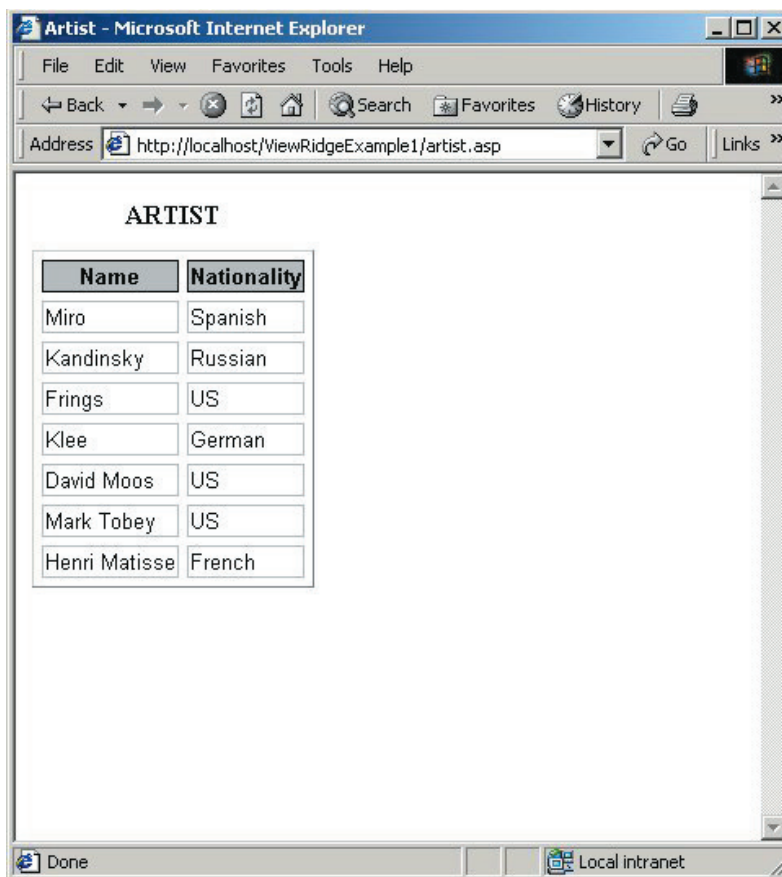 Artist - Microsoft Internet Explorer
File Edit View Favorites Tools Help
Back Search Favorites History »
Address http://localhost/ViewRidgeExample1/artist.asp Go Links »
ARTIST
Name Nationality
Miro Spanish
Kandinsky Russian
Frings US
Klee German
David Moos US
Mark Tobey US
Henri Matisse French
Done Local intranet